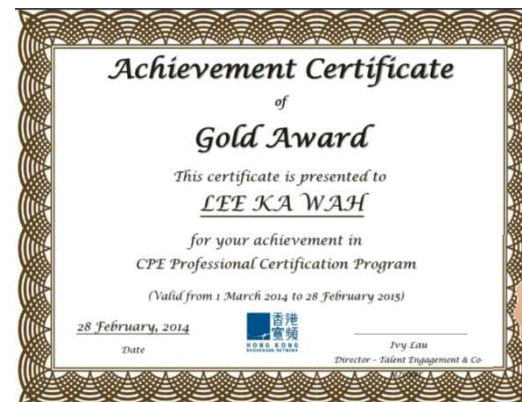 Achievement Certificate
of
Gold Award
This certificate is presented to
LEE KA WAH
for your achievement in
CPE Professional Certification Program
(Valid from 1 March 2014 to 28 February 2015)
28 February, 2014
Date
香港
寬頻
HONG KONG
BROADBAND NETWORK
Ivy Lau
Director – Talent Engagement & Co-